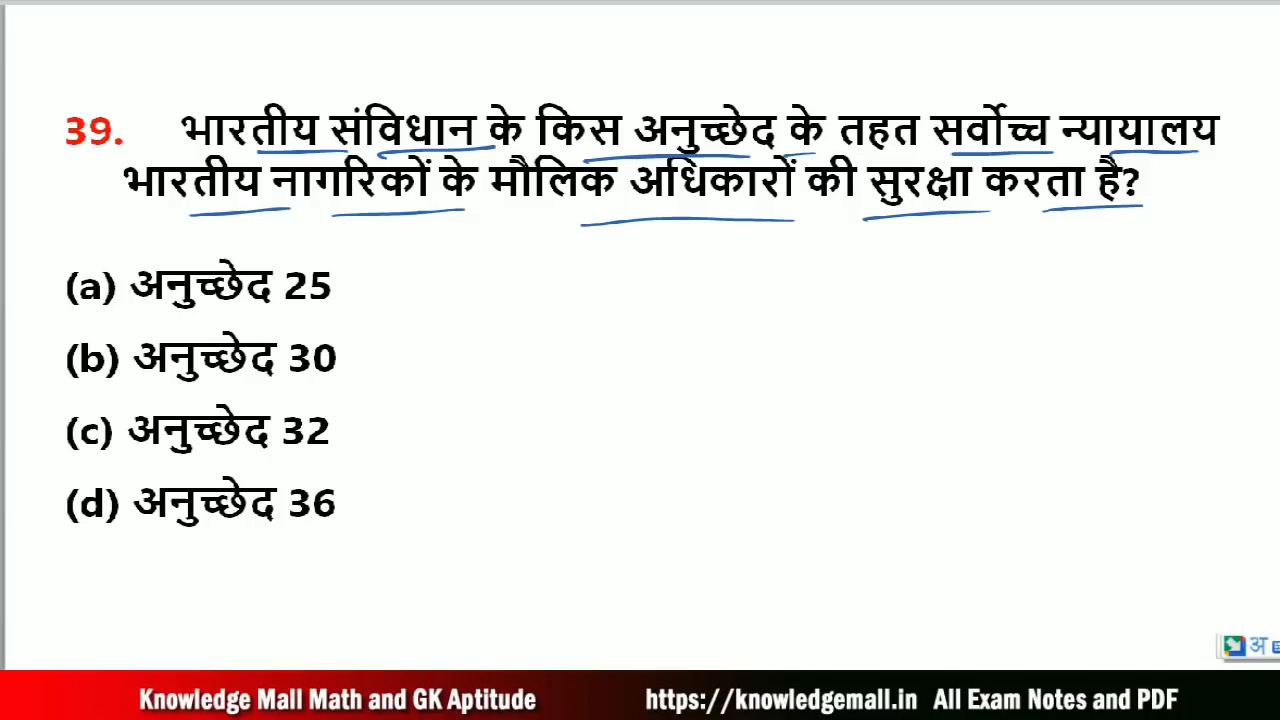 39. भारतीय संविधान के किस अनुच्छेद के तहत सर्वोच्च न्यायालय
भारतीय नागरिकों के मौलिक अधिकारों की सुरक्षा करता है?
(a) अनुच्छेद 25
(b) अनुच्छेद 30
(c) अनुच्छेद 32
(d) अनुच्छेद 36
अ
Knowledge Mall Math and GK Aptitude https://knowledgemall.in All Exam Notes and PDF